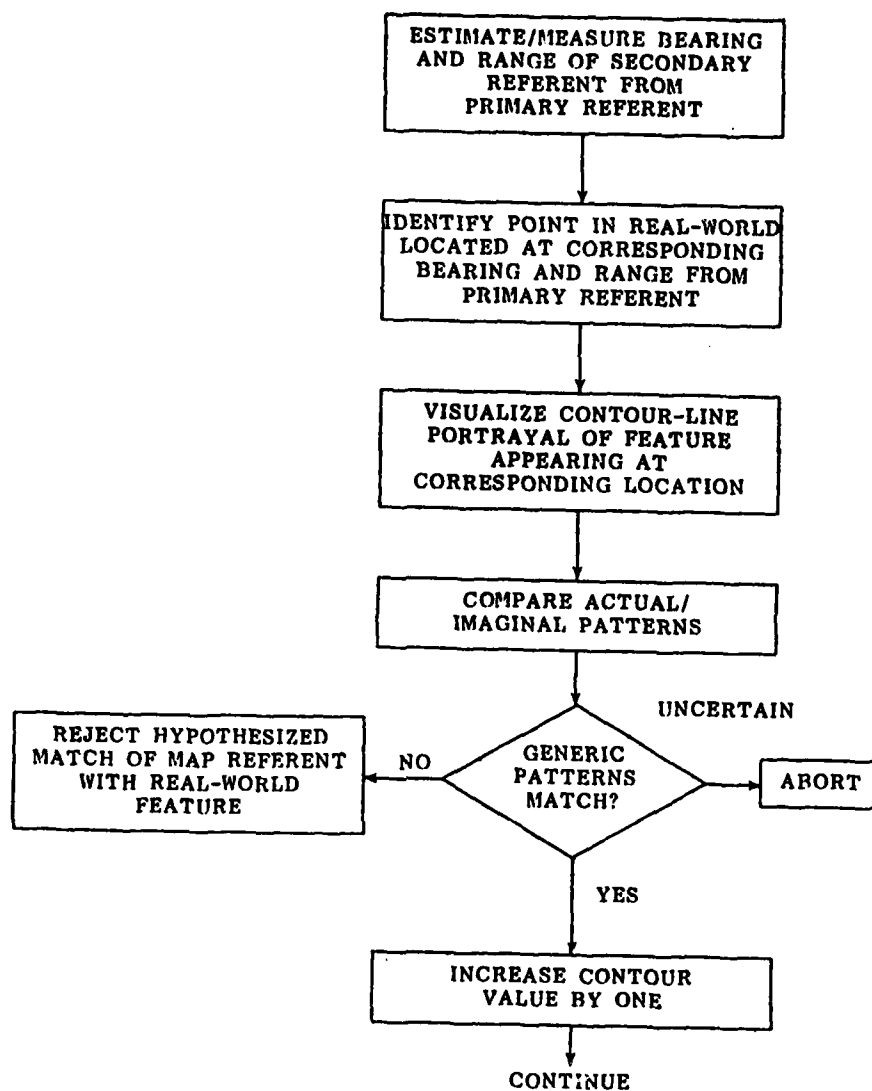 ESTIMATE/MEASURE BEARING
AND RANGE OF SECONDARY
REFERENT FROM
PRIMARY REFERENT
IDENTIFY POINT IN REAL-WORLD
LOCATED AT CORRESPONDING
BEARING AND RANGE FROM
PRIMARY REFERENT
VISUALIZE CONTOUR-LINE
PORTRAYAL OF FEATURE
APPEARING AT
CORRESPONDING LOCATION
COMPARE ACTUAL/
IMAGINAL PATTERNS
UNCERTAIN
REJECT HYPOTHESIZED
MATCH OF MAP REFERENT
WITH REAL-WORLD
FEATURE
NO
GENERIC
PATTERNS
MATCH?
ABORT
YES
INCREASE CONTOUR
VALUE BY ONE
CONTINUE